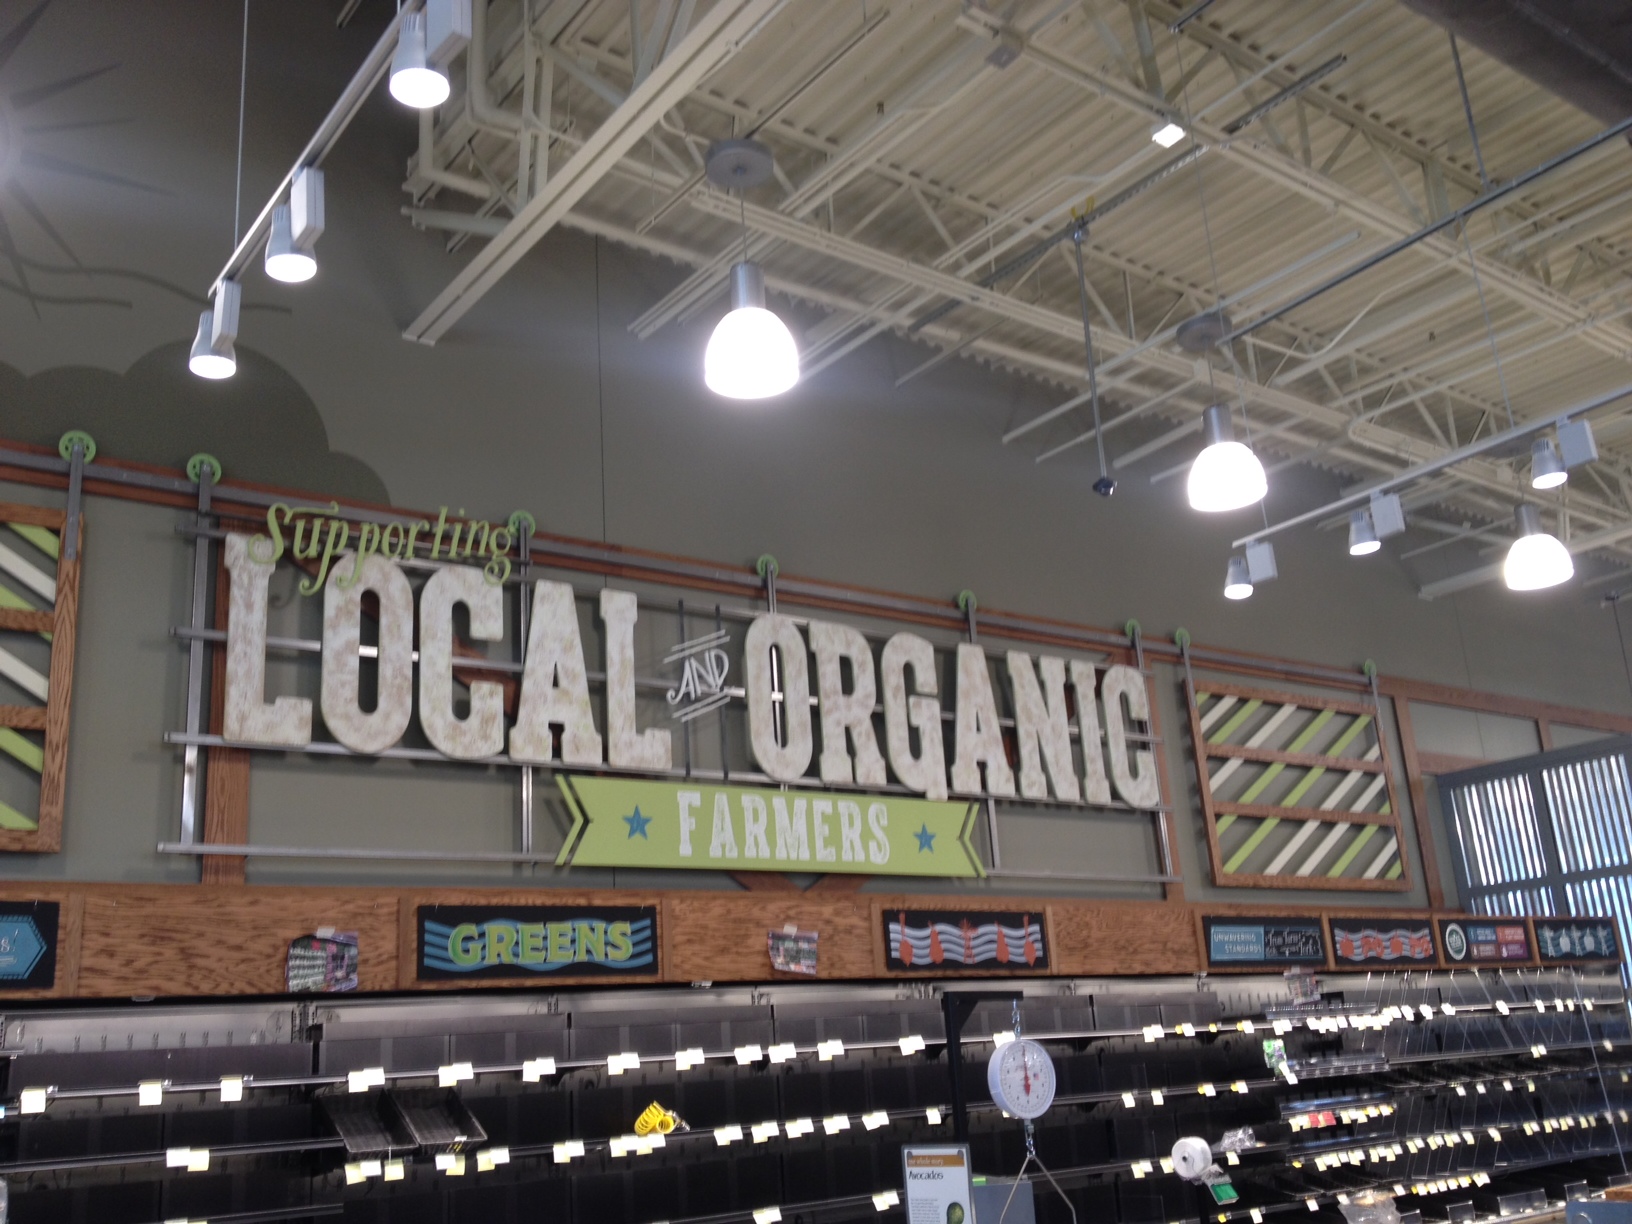 Supporting
LOCAL AND ORGANIC
FARMERS
GREENS
UNWAVERING
STANDARDS
Avocados